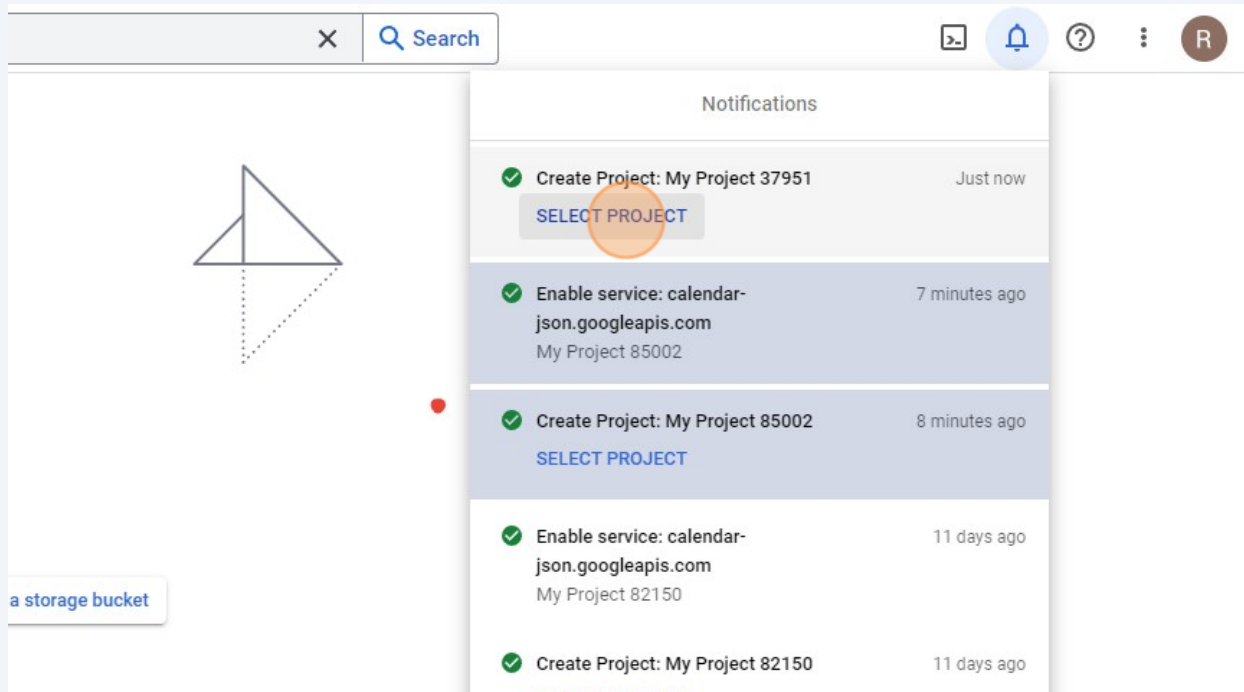 Search
R
Notifications
Create Project: My Project 37951
Just now
SELECT PROJECT
Enable service: calendar-
7 minutes ago
json.googleapis.com
My Project 85002
Create Project: My Project 85002
8 minutes ago
SELECT PROJECT
Enable service: calendar-
11 days ago
json.googleapis.com
My Project 82150
a storage bucket
Create Project: My Project 82150
11 days ago